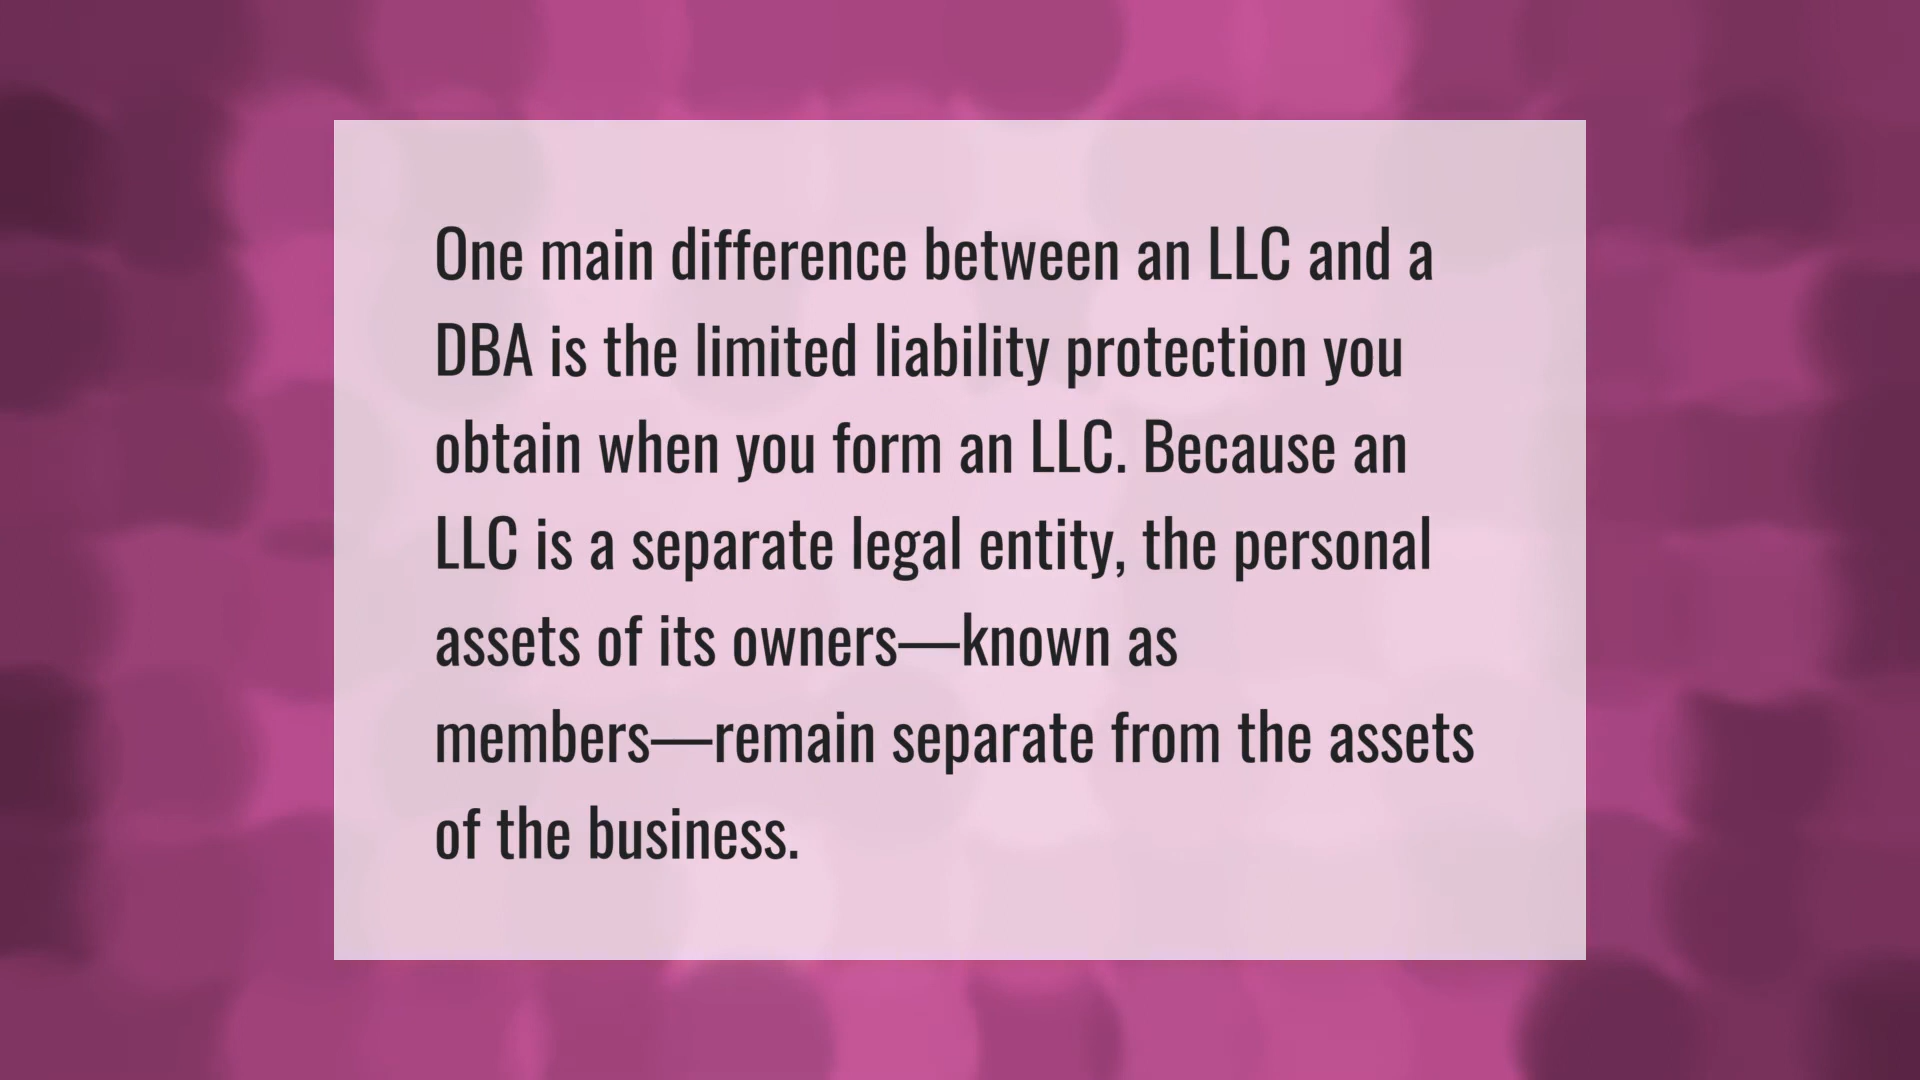 One main difference between an LLC and a
DBA is the limited liability protection you
obtain when you form an LLC. Because an
LLC is a separate legal entity, the personal
assets of its owners—known as
members—remain separate from the assets
of the business.